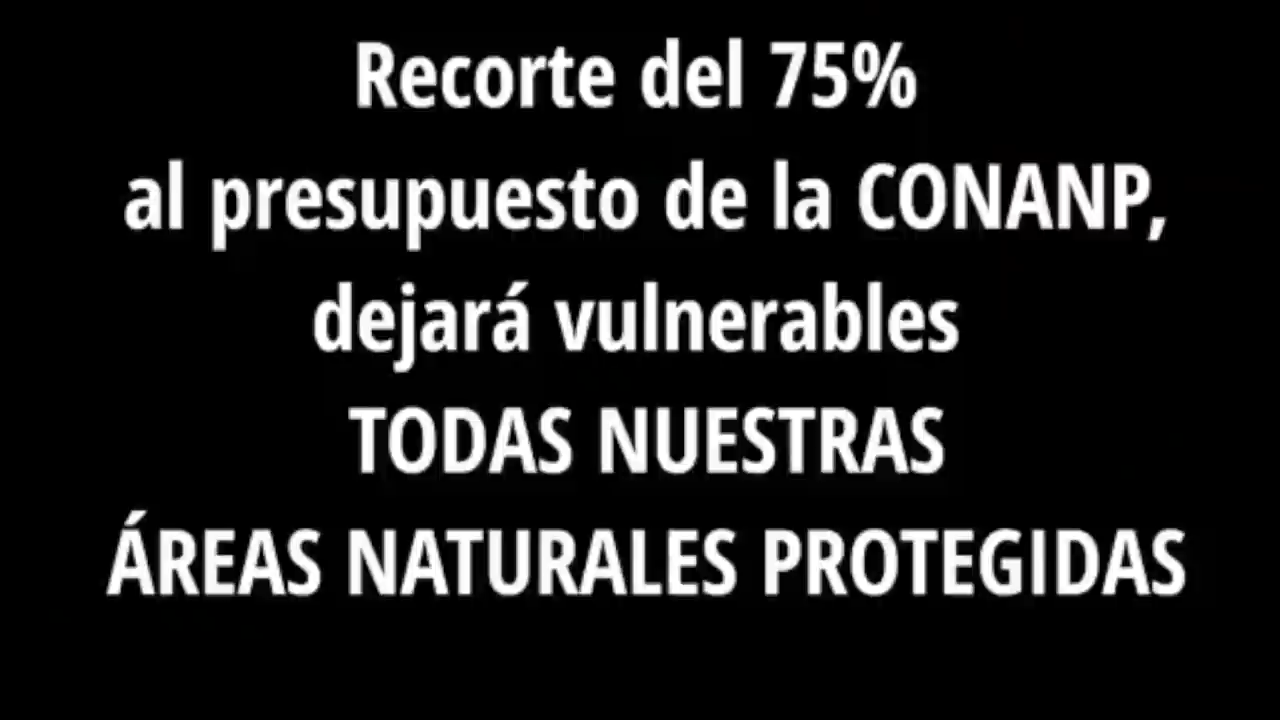 Recorte del 75%
al presupuesto de la CONANP,
dejará vulnerables
TODAS NUESTRAS
ÁREAS NATURALES PROTEGIDAS